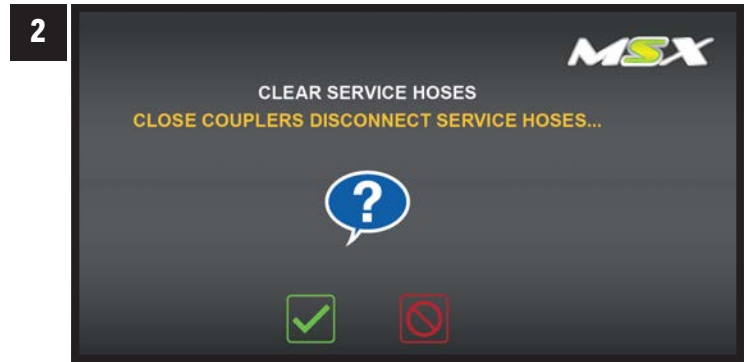 2
MSX
CLEAR SERVICE HOSES
CLOSE COUPLERS DISCONNECT SERVICE HOSES...
?